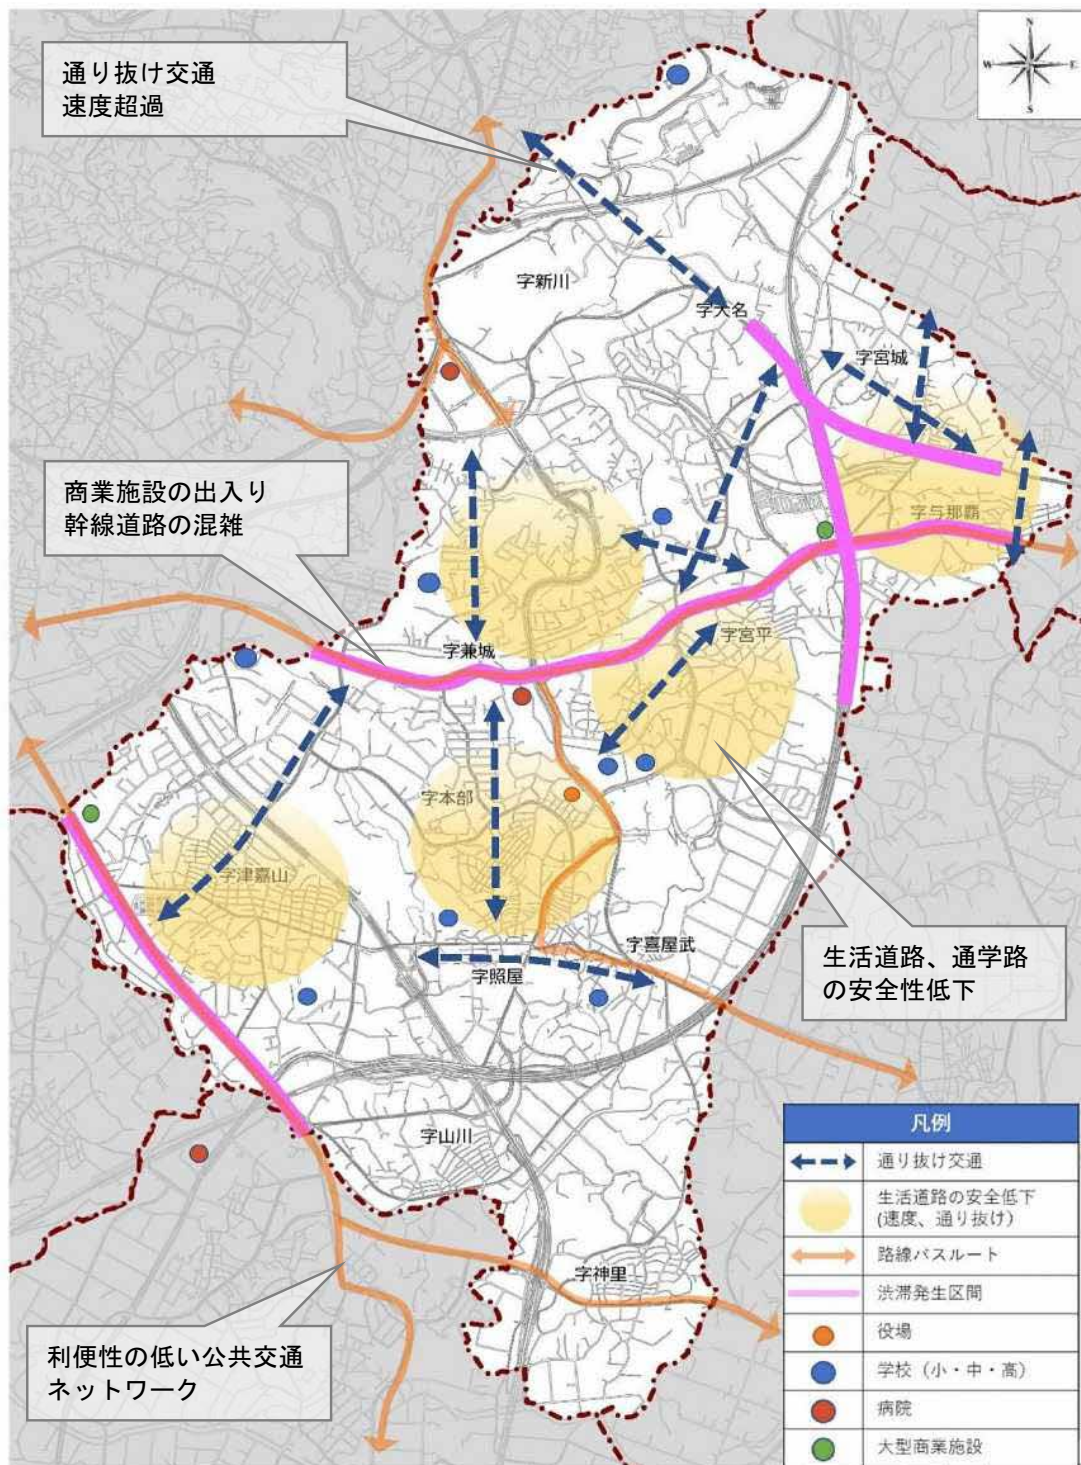 N
W
E
S
通り抜け交通
速度超過
字新川
字大名
字宮城
商業施設の出入り
幹線道路の混雑
字与那覇
字宮平
字兼城
字本部
字津嘉山
生活道路、通学路
の安全性低下
字喜屋武
字照屋
字山川
字神里
利便性の低い公共交通
ネットワーク
凡例
通り抜け交通
生活道路の安全低下
(速度、通り抜け)
路線バスルート
渋滞発生区間
役場
学校（小・中・高）
病院
大型商業施設